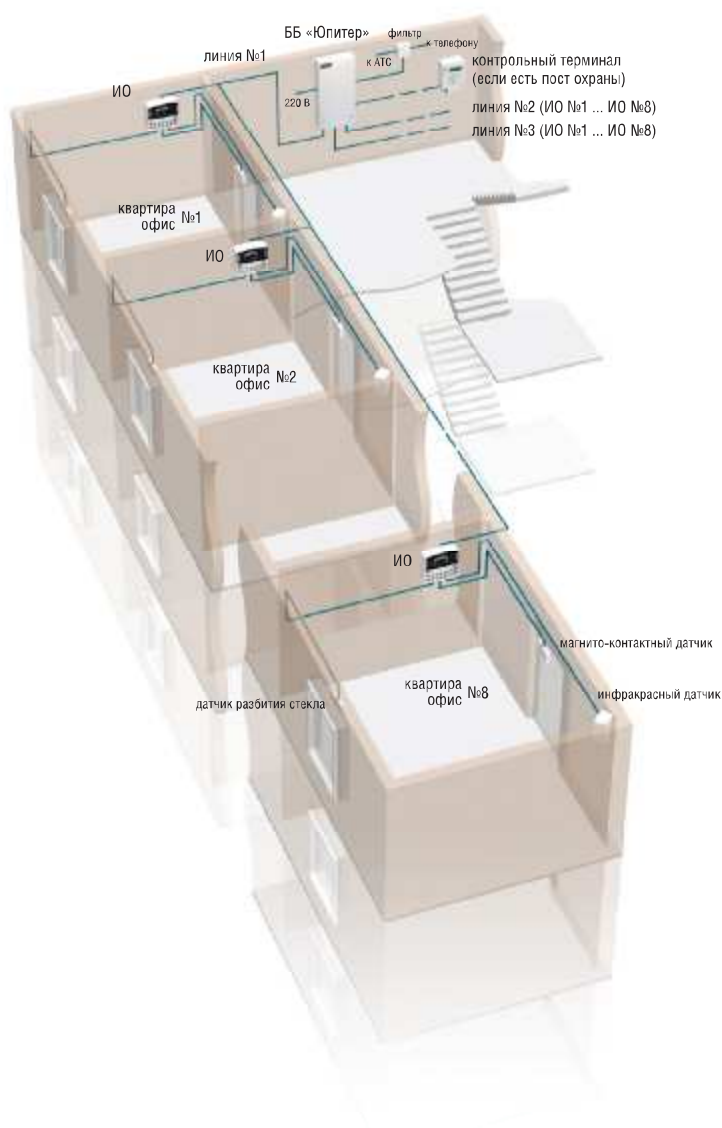 ББ «Юпитер»
фильтр
к телефону
линия №1
к АТС
контрольный терминал
(если есть пост охраны)
ИО
220 В
линия №2 (ИО №1 ... ИО №8)
линия №3 (ИО №1 ... ИО №8)
квартира
офис №1
ИО
квартира
офис №2
ИО
магнито-контактный датчик
квартира
офис №8
инфракрасный датчик
датчик разбития стекла